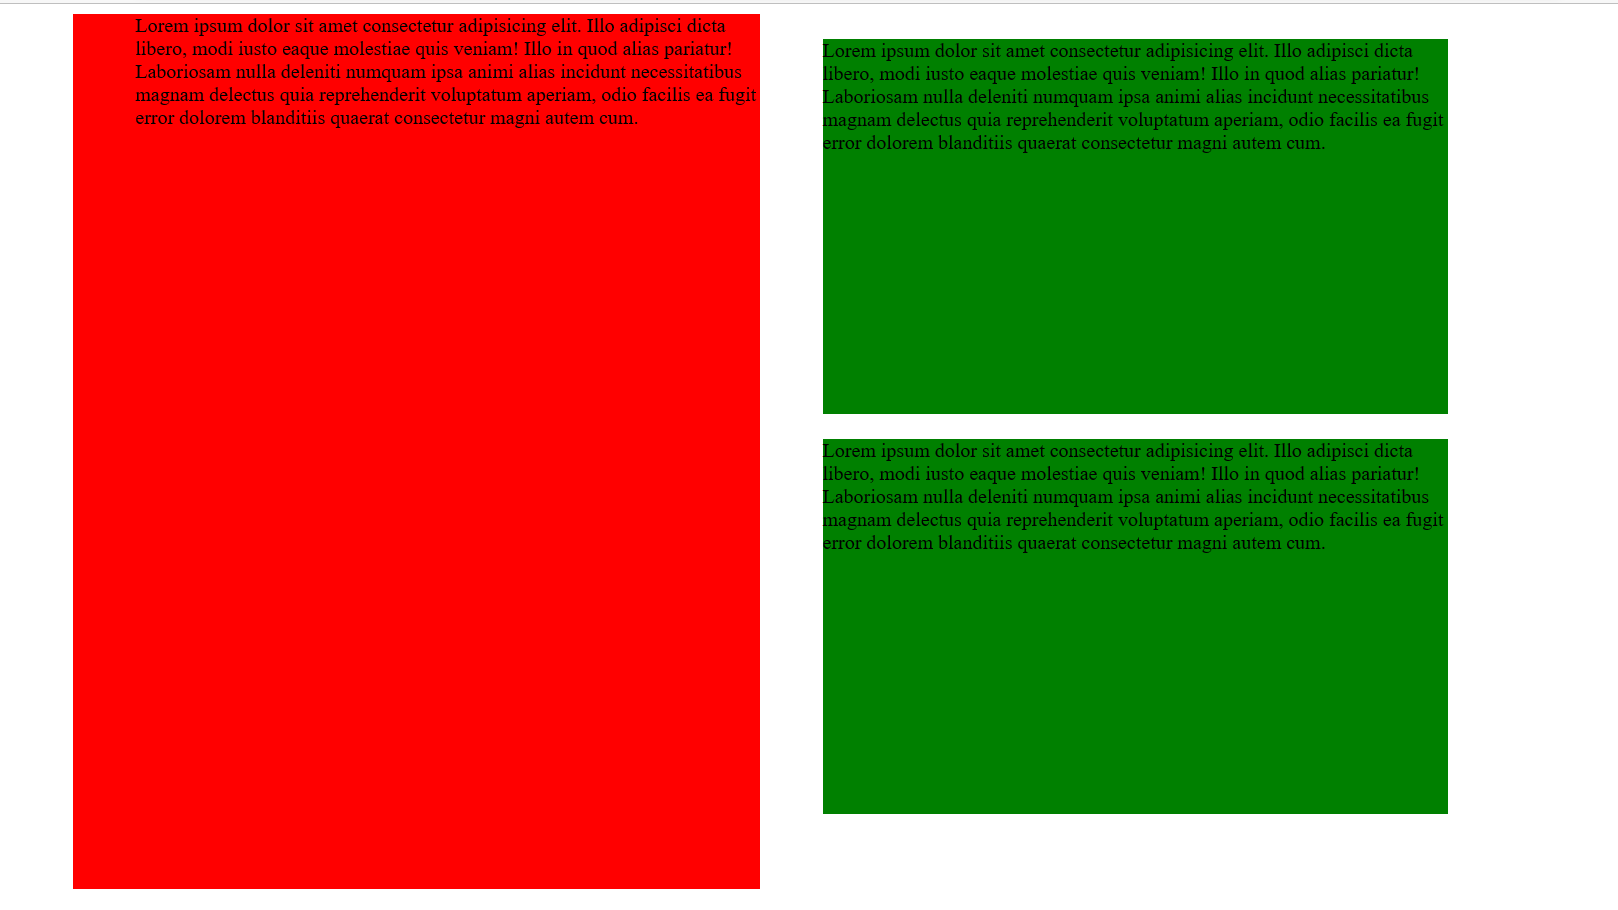 Lorem ipsum dolor sit amet consectetur adipisicing elit. Illo adipisci dicta
libero, modi iusto eaque molestiae quis veniam! Illo in quod alias pariatur!
Laboriosam nulla deleniti numquam ipsa animi alias incidunt necessitatibus
magnam delectus quia reprehenderit voluptatum aperiam, odio facilis ea fugit
error dolorem blanditiis quaerat consectetur magni autem cum.
Lorem ipsum dolor sit amet consectetur adipisicing elit. Illo adipisci dicta
libero, modi iusto eaque molestiae quis veniam! Illo in quod alias pariatur!
Laboriosam nulla deleniti numquam ipsa animi alias incidunt necessitatibus
magnam delectus quia reprehenderit voluptatum aperiam, odio facilis ea fugit
error dolorem blanditiis quaerat consectetur magni autem cum.
Lorem ipsum dolor sit amet consectetur adipisicing elit. Illo adipisci dicta
libero, modi iusto eaque molestiae quis veniam! Illo in quod alias pariatur!
Laboriosam nulla deleniti numquam ipsa animi alias incidunt necessitatibus
magnam delectus quia reprehenderit voluptatum aperiam, odio facilis ea fugit
error dolorem blanditiis quaerat consectetur magni autem cum.